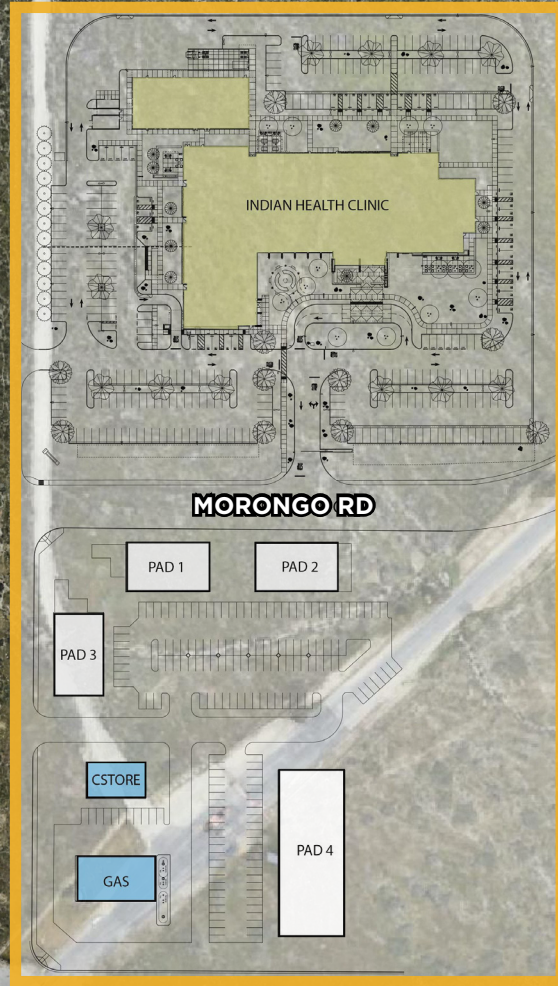 INDIAN HEALTH CLINIC
MORONGO RD
PAD 1
PAD 2
PAD 3
CSTORE
GAS
PAD 4